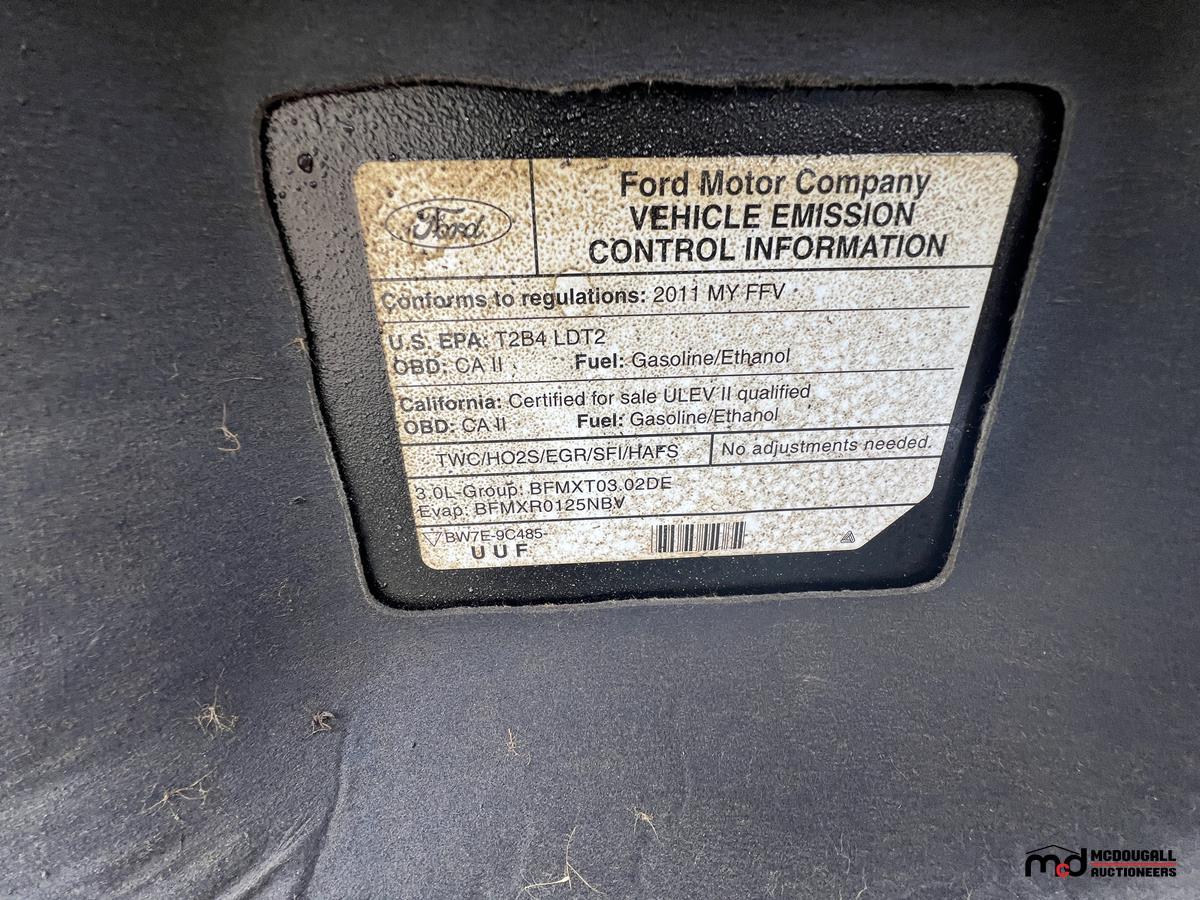 Ford
Ford Motor Company
VEHICLE EMISSION
CONTROL INFORMATION
Conforms to regulations: 2011 MY FFV
U.S. EPA: T2B4 LDT2
OBD: CA II Fuel: Gasoline/Ethanol
California: Certified for sale ULEV II qualified
OBD: CA II Fuel: Gasoline/Ethanol
TWC/HO2S/EGR/SFI/HAFS No adjustments needed.
3.0L-Group: BFMXT03.02DE
Evap: BFMXR0125NBV
BW7E-9C485-
UUF
mcd MCDOUGALL
AUCTIONEERS